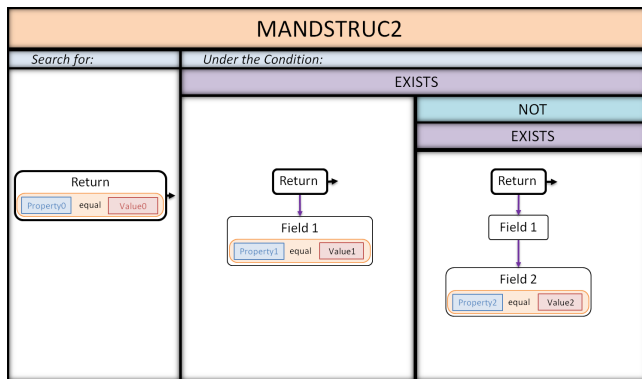 MANDSTRUC2
Search for:
Under the Condition:
EXISTS
NOT
EXISTS
Return
Property0 equal Value0
Return
Field 1
Property1 equal Value1
Return
Field 1
Field 2
Property2 equal Value2